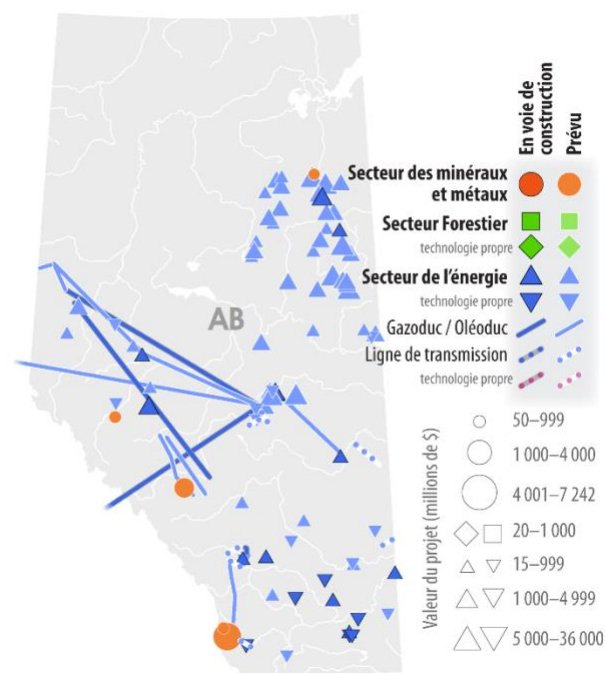 En voie de
construction
Prévu
Secteur des minéraux
et métaux
Secteur Forestier
technologie propre
Secteur de l'énergie
technologie propre
Gazoduc / Oléoduc
Ligne de transmission
technologie propre
AB
Valeur du projet (millions de $)
50–999
1 000–4 000
4 001–7 242
20–1 000
15–999
1 000–4 999
5 000–36 000